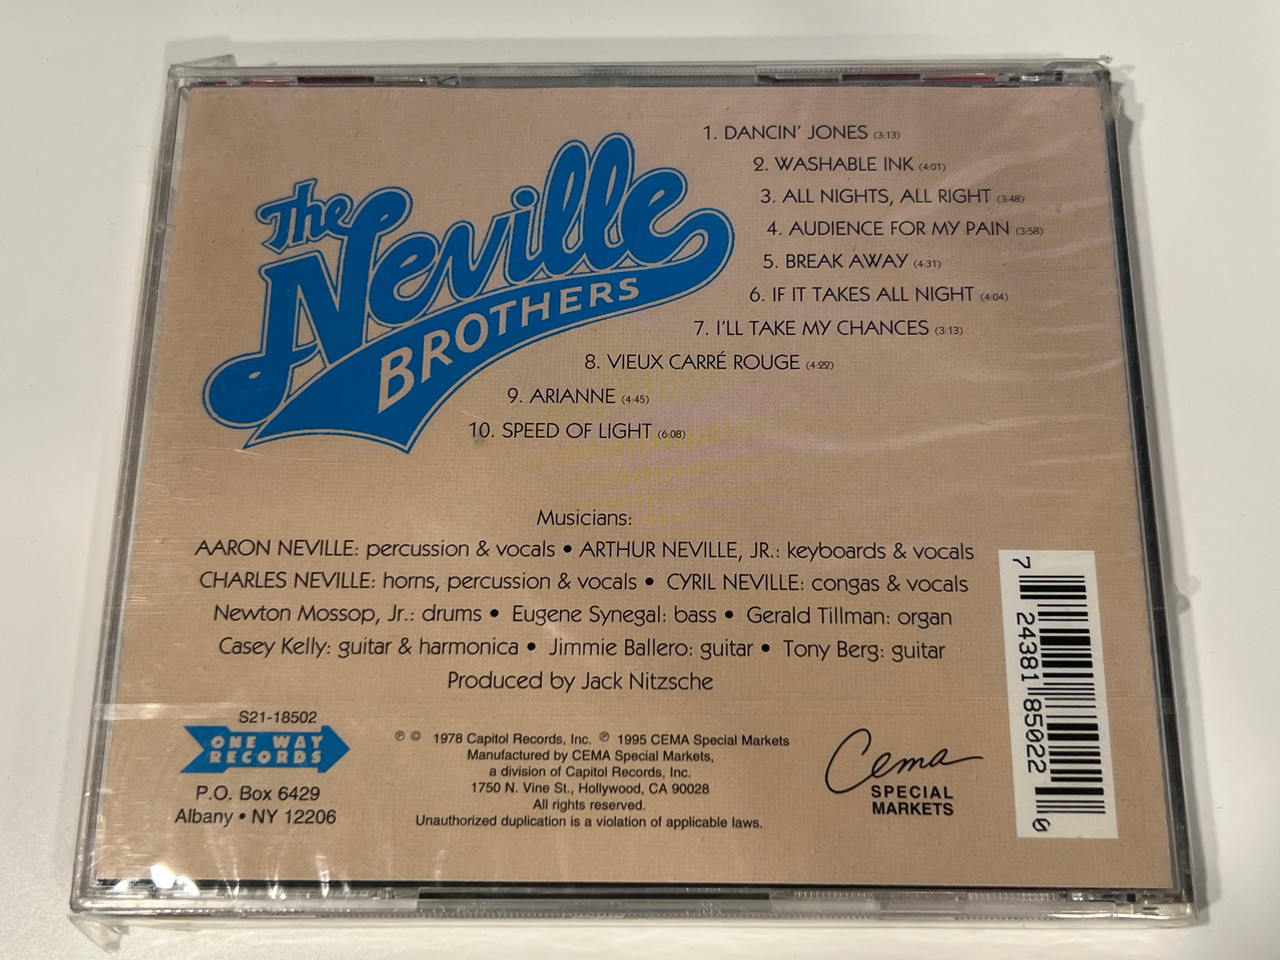 The
Neville
BROTHERS
1. DANCIN' JONES (3:13)
2. WASHABLE INK (4:01)
3. ALL NIGHTS, ALL RIGHT (3:48)
4. AUDIENCE FOR MY PAIN (3:58)
5. BREAK AWAY (4:31)
6. IF IT TAKES ALL NIGHT (4:04)
7. I'LL TAKE MY CHANCES (3:13)
8. VIEUX CARRÉ ROUGE (4:22)
9. ARIANNE (4:45)
10. SPEED OF LIGHT (6:08)
Musicians:
AARON NEVILLE: percussion & vocals • ARTHUR NEVILLE, JR.: keyboards & vocals
CHARLES NEVILLE: horns, percussion & vocals • CYRIL NEVILLE: congas & vocals
Newton Mossop, Jr.: drums • Eugene Synegal: bass • Gerald Tillman: organ
Casey Kelly: guitar & harmonica • Jimmie Ballero: guitar • Tony Berg: guitar
Produced by Jack Nitzsche
S21-18502
ONE WAY
RECORDS
P.O. Box 6429
Albany • NY 12206
℗ © 1978 Capitol Records, Inc. ℗ 1995 CEMA Special Markets
Manufactured by CEMA Special Markets,
a division of Capitol Records, Inc.
1750 N. Vine St., Hollywood, CA 90028
All rights reserved.
Unauthorized duplication is a violation of applicable laws.
Cema
SPECIAL
MARKETS
7 24381 85022 0